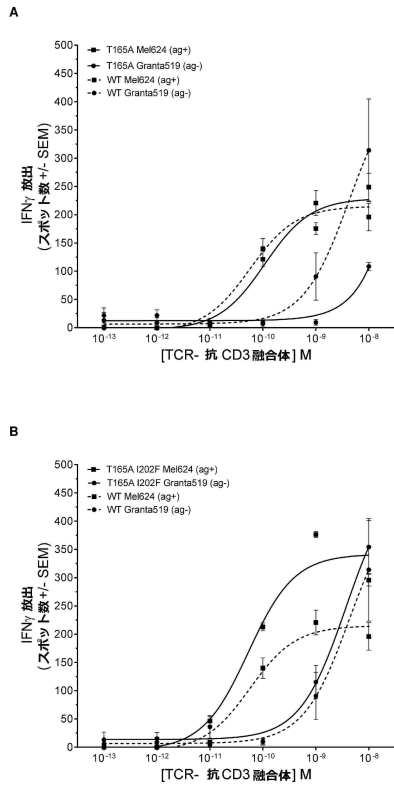 A
500
450
400
350
300
250
200
150
100
50
0
IFNγ 放出
(スポット数 +/- SEM)
T165A Mel624 (ag+)
T165A Granta519 (ag-)
WT Mel624 (ag+)
WT Granta519 (ag-)
10-13 10-12 10-11 10-10 10-9 10-8
[TCR- 抗 CD3 融合体] M
B
500
450
400
350
300
250
200
150
100
50
0
IFNγ 放出
(スポット数 +/- SEM)
T165A I202F Mel624 (ag+)
T165A I202F Granta519 (ag-)
WT Mel624 (ag+)
WT Granta519 (ag-)
10-13 10-12 10-11 10-10 10-9 10-8
[TCR- 抗 CD3 融合体] M